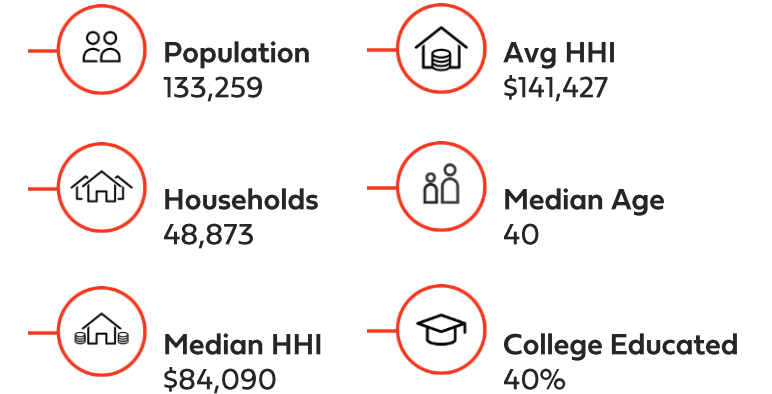 Population
133,259
Avg HHI
$141,427
Households
48,873
Median Age
40
Median HHI
$84,090
College Educated
40%